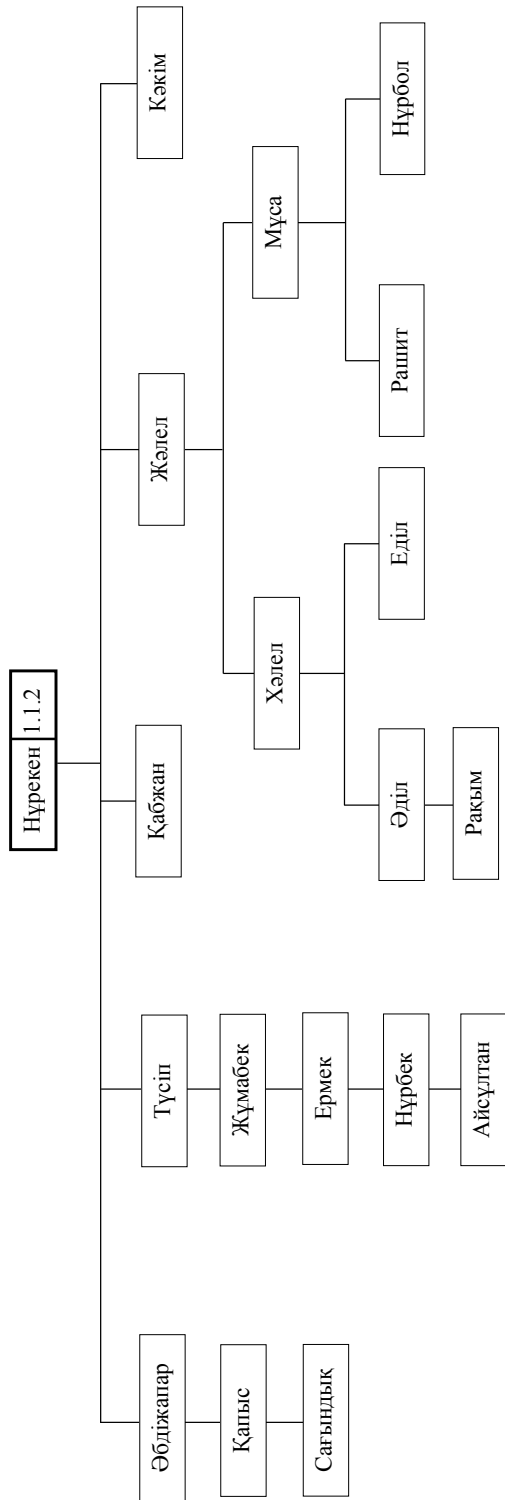 Нүрекен 1.1.2
Әбдіжапар
Түсіп
Қабжан
Жәлел
Кәкім
Қапыс
Жұмабек
Хәлел
Мұса
Сағындық
Ермек
Нұрбек
Әділ
Еділ
Рашит
Нұрбол
Айсұлтан
Рақым